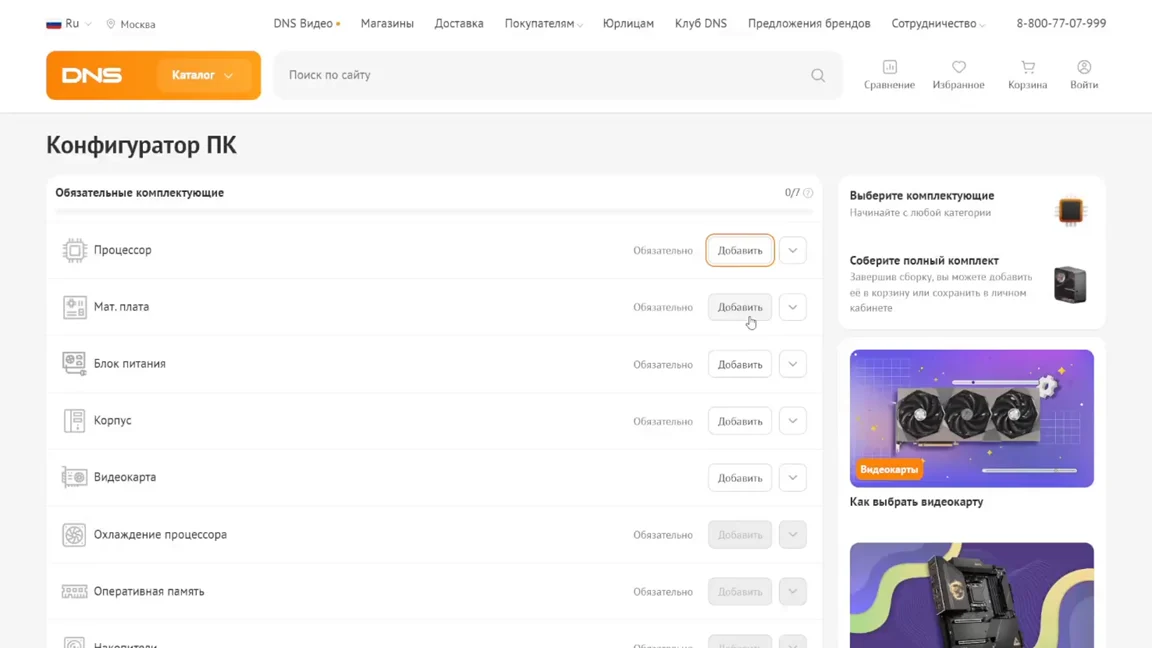 Ru Москва DNS Видео Магазины Доставка Покупателям Юрлицам Клуб DNS Предложения брендов Сотрудничество 8-800-77-07-999
DNS Каталог Поиск по сайту Сравнение Избранное Корзина Войти
Конфигуратор ПК
Обязательные комплектующие 0/7
Процессор Обязательно Добавить
Мат. плата Обязательно Добавить
Блок питания Обязательно Добавить
Корпус Обязательно Добавить
Видеокарта Добавить
Охлаждение процессора Обязательно Добавить
Оперативная память Обязательно Добавить
Накопители Обязательно Добавить
Выберите комплектующие
Начинайте с любой категории
Соберите полный комплект
Завершив сборку, вы можете добавить
её в корзину или сохранить в личном
кабинете
Видеокарты
Как выбрать видеокарту